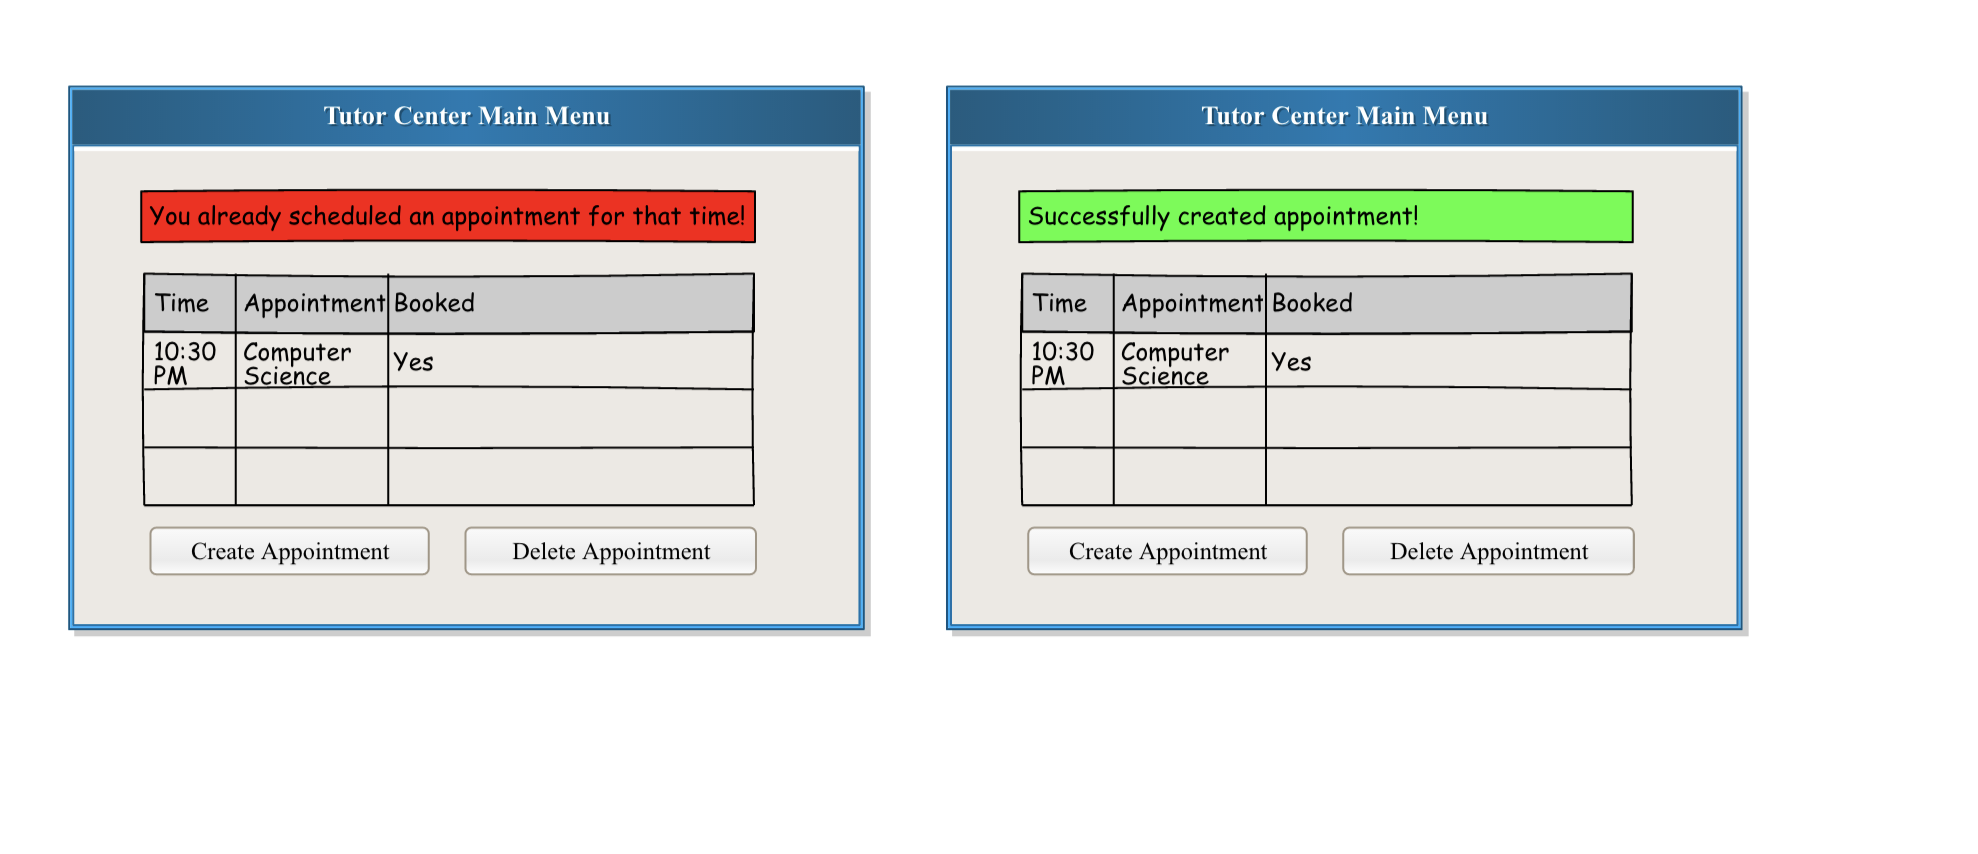 Tutor Center Main Menu
You already scheduled an appointment for that time!
Time Appointment Booked
10:30 PM Computer Science Yes
Create Appointment Delete Appointment
Tutor Center Main Menu
Successfully created appointment!
Time Appointment Booked
10:30 PM Computer Science Yes
Create Appointment Delete Appointment